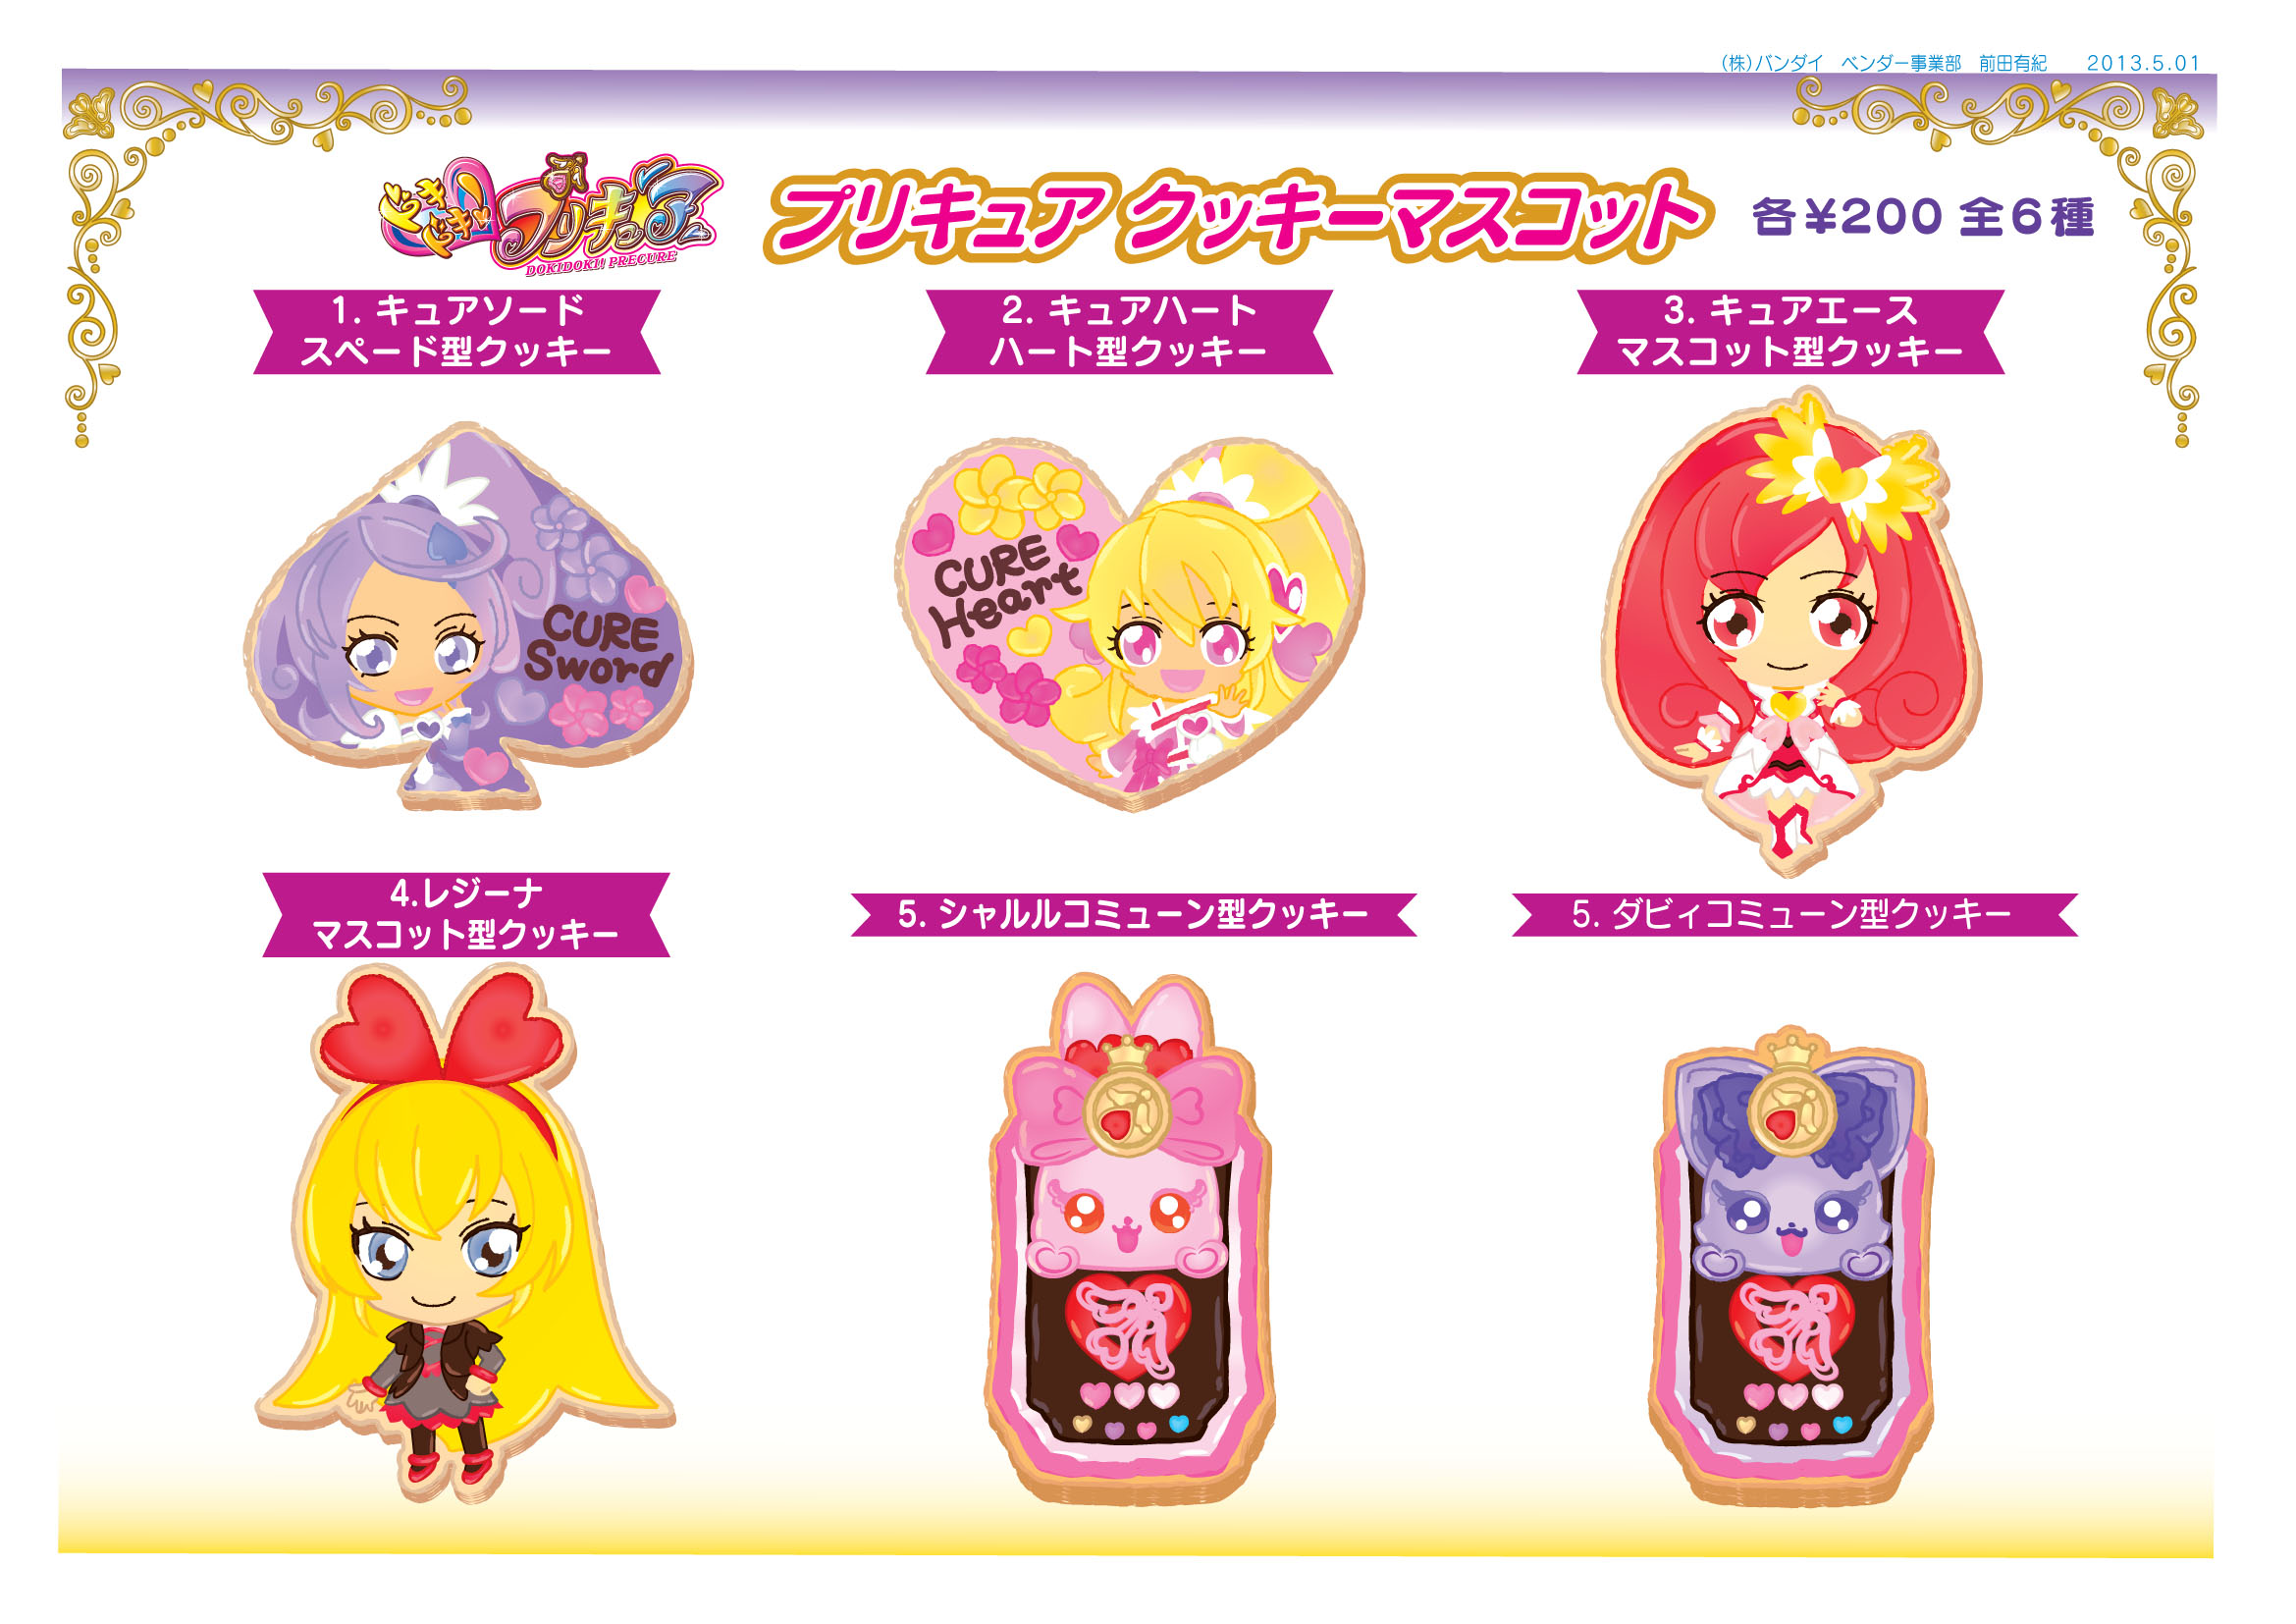 (株)バンダイ　ベンダー事業部　前田有紀　　2013.5.01
ドキドキ!プリキュア
DOKIDOKI! PRECURE
プリキュア クッキーマスコット 各¥200 全6種
1. キュアソード
スペード型クッキー
2. キュアハート
ハート型クッキー
3. キュアエース
マスコット型クッキー
CURE
Sword
CURE
Heart
4.レジーナ
マスコット型クッキー
5. シャルルコミューン型クッキー
5. ダビィコミューン型クッキー